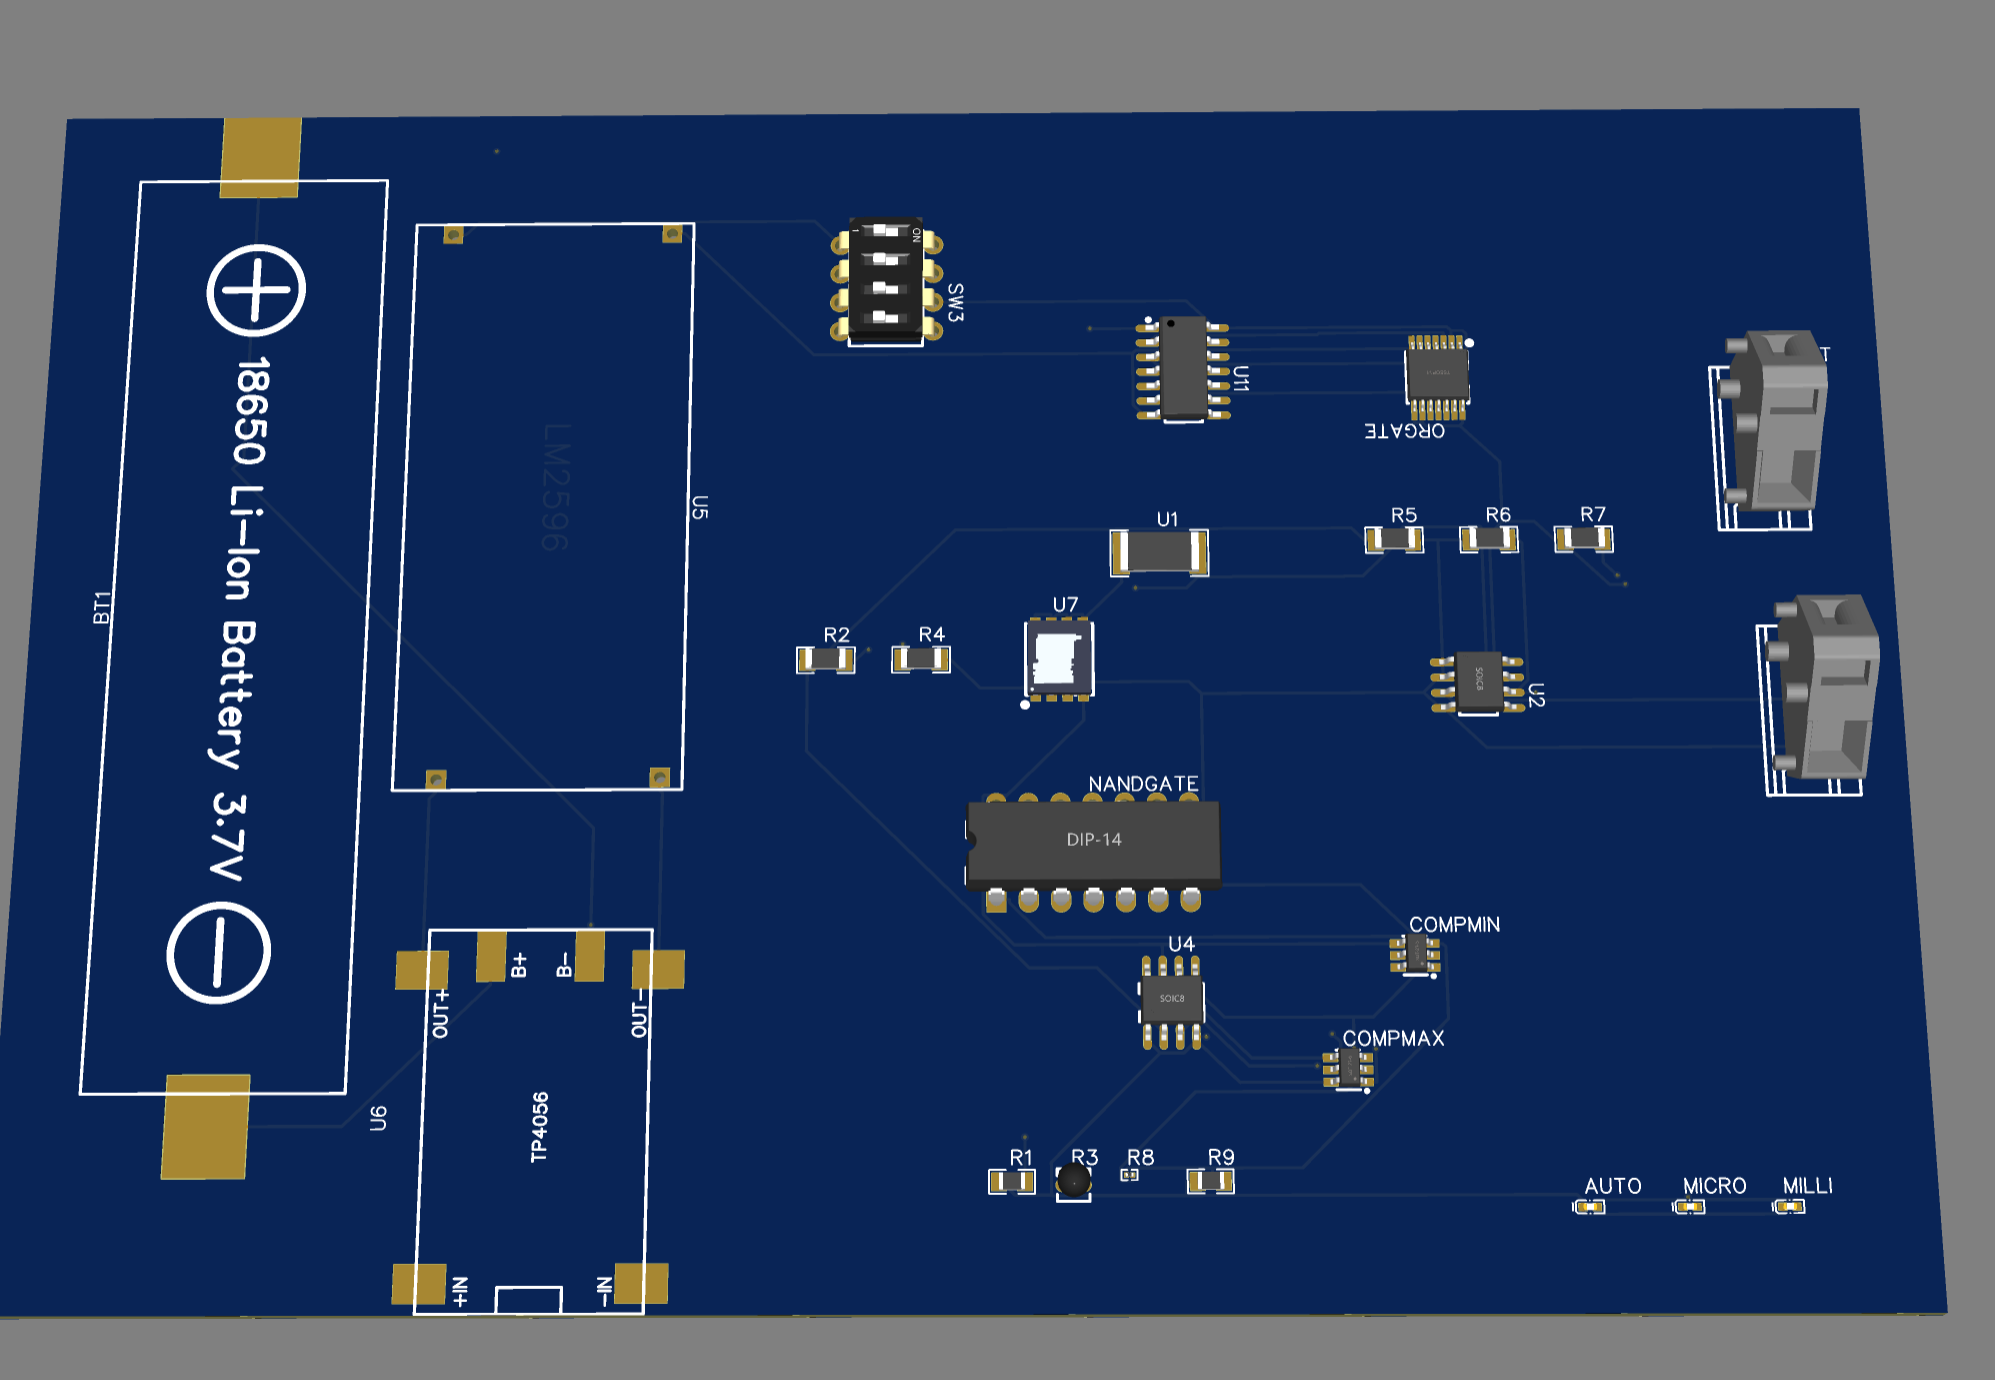 1
ON
SW3
T
U11
ORGATE
18650 Li-Ion Battery 3.7V
BT1
LM2596
U5
U1
R5
R6
R7
U7
R2
R4
SOIC8
U2
NANDGATE
DIP-14
COMPMIN
U4
SOIC8
COMPMAX
B+
B-
OUT+
OUT-
U6
TP4056
+IN
-IN
R1
R3
R8
R9
AUTO
MICRO
MILLI